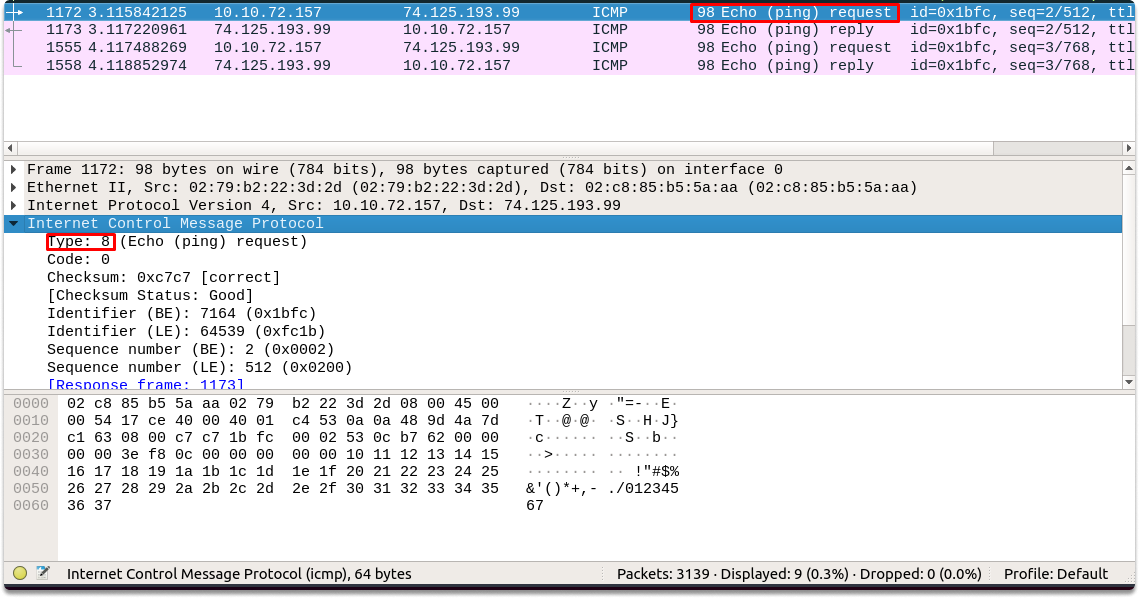 1172 3.115842125 10.10.72.157 74.125.193.99 ICMP 98 Echo (ping) request id=0x1bfc, seq=2/512, ttl
1173 3.117220961 74.125.193.99 10.10.72.157 ICMP 98 Echo (ping) reply id=0x1bfc, seq=2/512, ttl
1555 4.117488269 10.10.72.157 74.125.193.99 ICMP 98 Echo (ping) request id=0x1bfc, seq=3/768, ttl
1558 4.118852974 74.125.193.99 10.10.72.157 ICMP 98 Echo (ping) reply id=0x1bfc, seq=3/768, ttl
Frame 1172: 98 bytes on wire (784 bits), 98 bytes captured (784 bits) on interface 0
Ethernet II, Src: 02:79:b2:22:3d:2d (02:79:b2:22:3d:2d), Dst: 02:c8:85:b5:5a:aa (02:c8:85:b5:5a:aa)
Internet Protocol Version 4, Src: 10.10.72.157, Dst: 74.125.193.99
Internet Control Message Protocol
Type: 8 (Echo (ping) request)
Code: 0
Checksum: 0xc7c7 [correct]
[Checksum Status: Good]
Identifier (BE): 7164 (0x1bfc)
Identifier (LE): 64539 (0xfc1b)
Sequence number (BE): 2 (0x0002)
Sequence number (LE): 512 (0x0200)
[Response frame: 1173]
0000 02 c8 85 b5 5a aa 02 79 b2 22 3d 2d 08 00 45 00 ····Z··y ·"=-··E·
0010 00 54 17 ce 40 00 40 01 c4 53 0a 0a 48 9d 4a 7d ·T··@·@· ·S··H·J}
0020 c1 63 08 00 c7 c7 1b fc 00 02 53 0c b7 62 00 00 ·c······ ··S··b··
0030 00 00 3e f8 0c 00 00 00 00 00 10 11 12 13 14 15 ··>····· ········
0040 16 17 18 19 1a 1b 1c 1d 1e 1f 20 21 22 23 24 25 ········ ·· !"#$%
0050 26 27 28 29 2a 2b 2c 2d 2e 2f 30 31 32 33 34 35 &'()*+,- ./012345
0060 36 37 67
Internet Control Message Protocol (icmp), 64 bytes Packets: 3139 · Displayed: 9 (0.3%) · Dropped: 0 (0.0%) Profile: Default